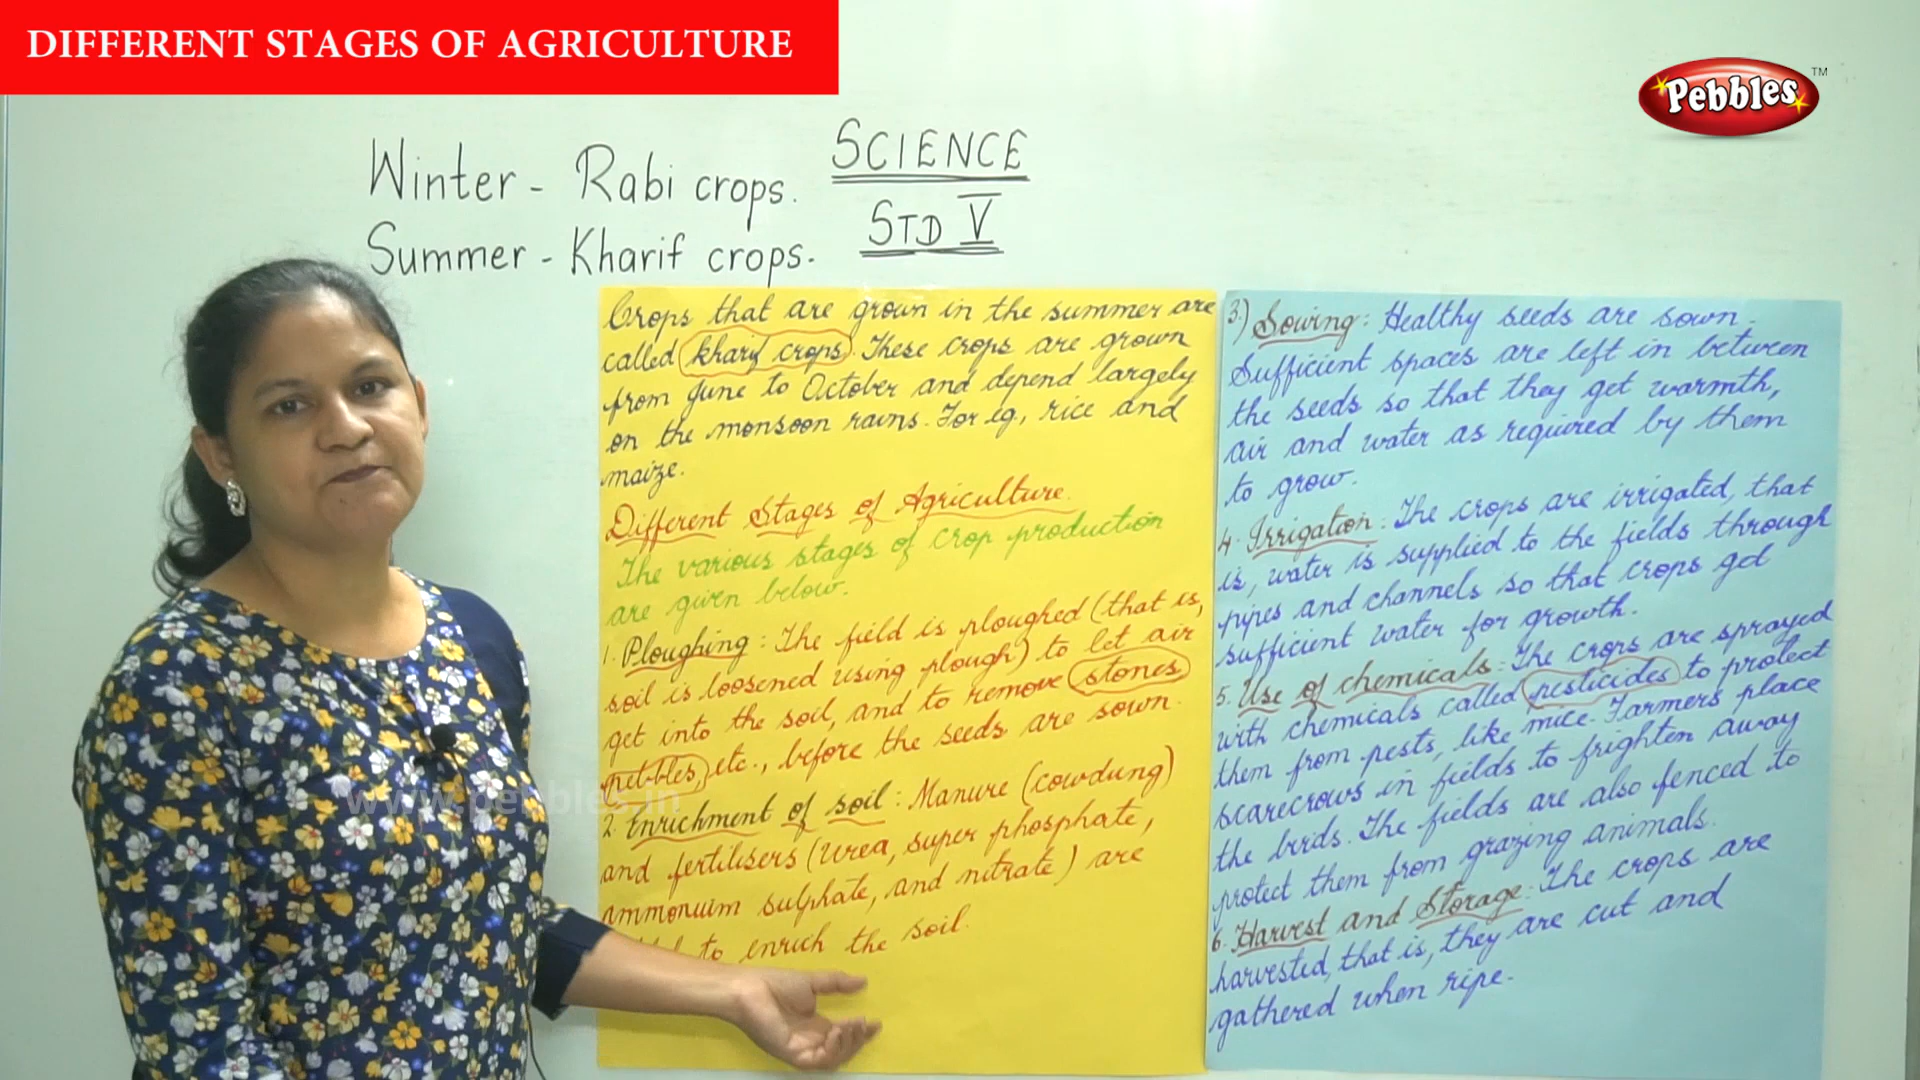 DIFFERENT STAGES OF AGRICULTURE
Pebbles TM
Winter - Rabi crops.
Summer - Kharif crops.
SCIENCE
STD V
Crops that are grown in the summer are
called kharif crops. These crops are grown
from June to October and depend largely
on the monsoon rains. For eg., rice and
maize.
Different Stages of Agriculture.
The various stages of crop production
are given below.
1. Ploughing : The field is ploughed (that is,
soil is loosened using plough) to let air
get into the soil, and to remove stones
pebbles, etc., before the seeds are sown.
2. Enrichment of soil : Manure (cowdung)
and fertilisers (urea, super phosphate,
ammonuim sulphate, and nitrate) are
to enrich the soil.
3.) Sowing : Healthy seeds are sown.
Sufficient spaces are left in between
the seeds so that they get warmth,
air and water as required by them
to grow.
4. Irrigation : The crops are irrigated, that
is, water is supplied to the fields through
pipes and channels so that crops get
sufficient water for growth.
5. Use of chemicals : The crops are sprayed
with chemicals called pesticides to protect
them from pests, like mice. Farmers place
scarecrows in fields to frighten away
the birds. The fields are also fenced to
protect them from grazing animals.
6. Harvest and Storage : The crops are
harvested, that is, they are cut and
gathered when ripe.
www.pebbles.in